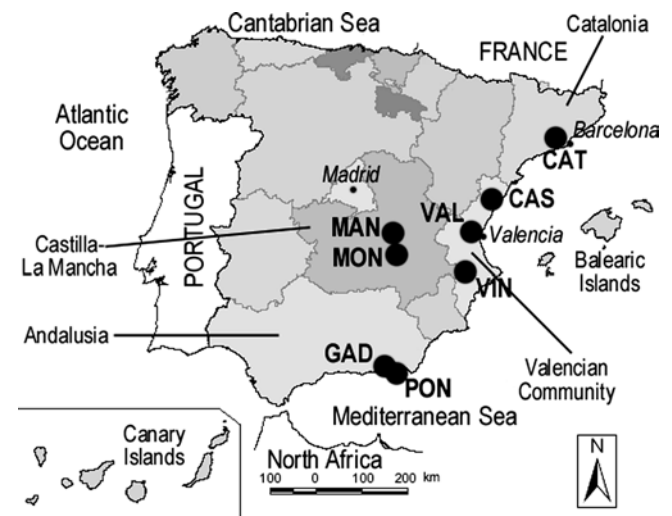 Cantabrian Sea
FRANCE
Catalonia
Atlantic
Ocean
Barcelona
CAT
Madrid
PORTUGAL
CAS
VAL
MAN
Valencia
Castilla-
La Mancha
MON
Balearic
Islands
VIN
Andalusia
GAD
PON
Valencian
Community
Mediterranean Sea
Canary
Islands
North Africa
N
100 0 100 200 km